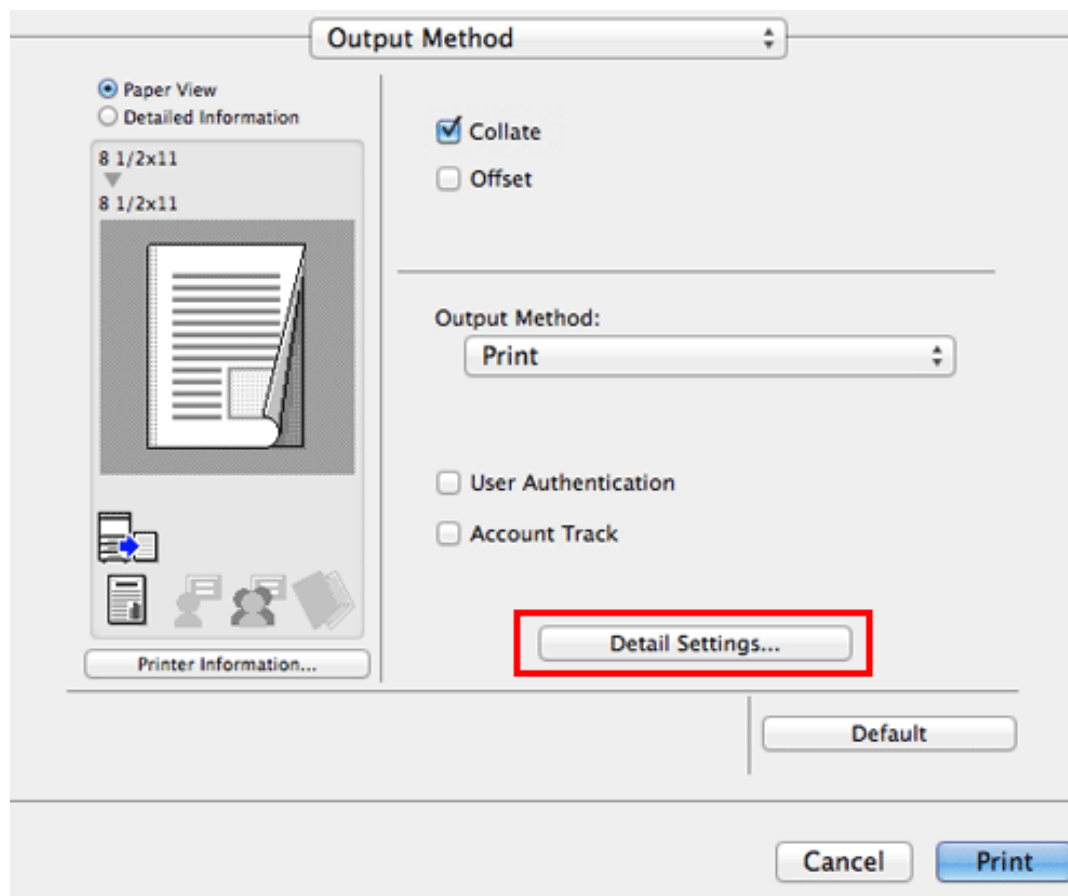 Output Method
Paper View
Detailed Information
8 1/2x11
8 1/2x11
Printer Information...
Collate
Offset
Output Method:
Print
User Authentication
Account Track
Detail Settings...
Default
Cancel
Print